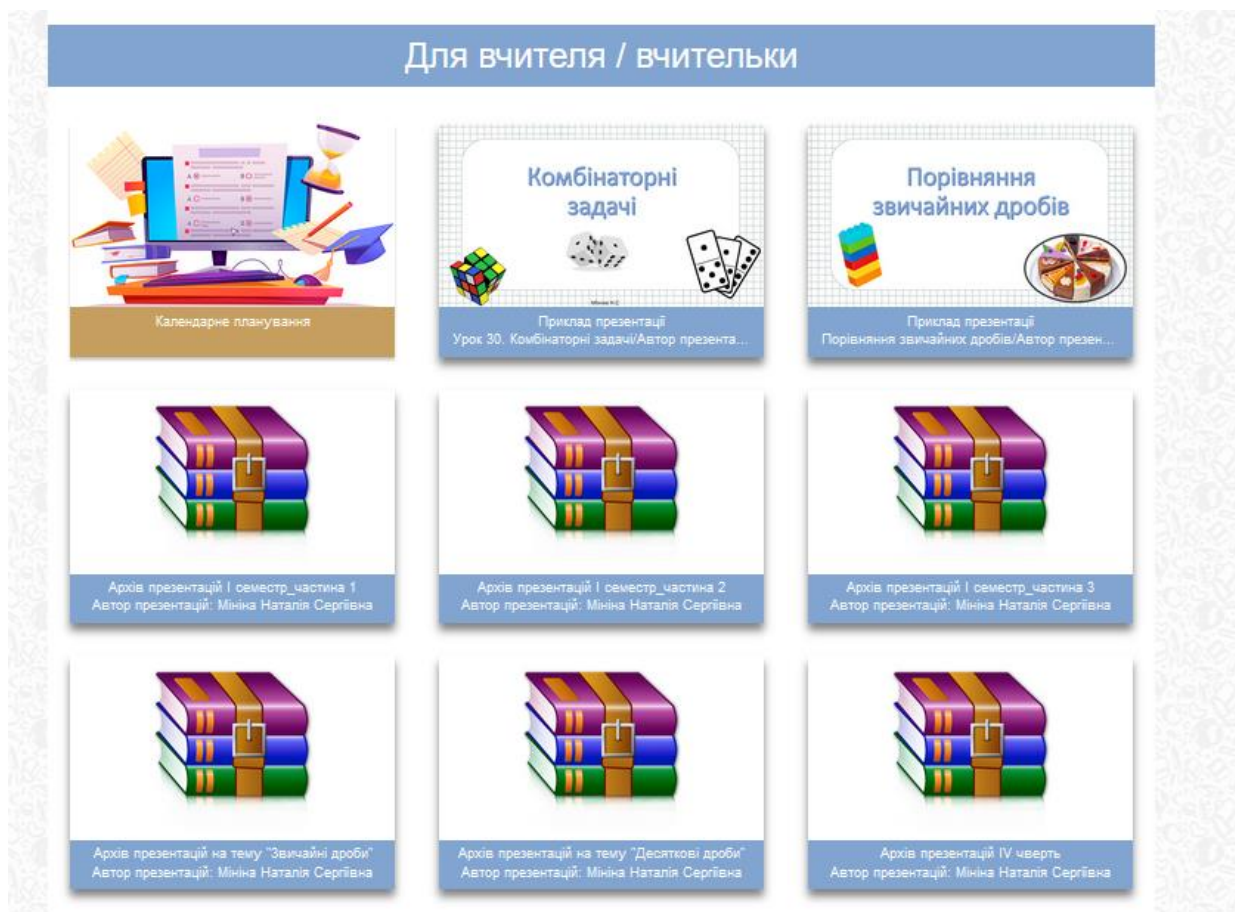 Для вчителя / вчительки
Календарне планування
Комбінаторні
задачі
Мініна Н.С
Приклад презентації
Урок 30. Комбінаторні задачі/Автор презента...
Порівняння
звичайних дробів
Приклад презентації
Порівняння звичайних дробів/Автор презен...
Архів презентацій І семестр_частина 1
Автор презентацій: Мініна Наталія Сергіївна
Архів презентацій І семестр_частина 2
Автор презентацій: Мініна Наталія Сергіївна
Архів презентацій І семестр_частина 3
Автор презентацій: Мініна Наталія Сергіївна
Архів презентацій на тему "Звичайні дроби"
Автор презентацій: Мініна Наталія Сергіївна
Архів презентацій на тему "Десяткові дроби"
Автор презентацій: Мініна Наталія Сергіївна
Архів презентацій IV чверть
Автор презентацій: Мініна Наталія Сергіївна